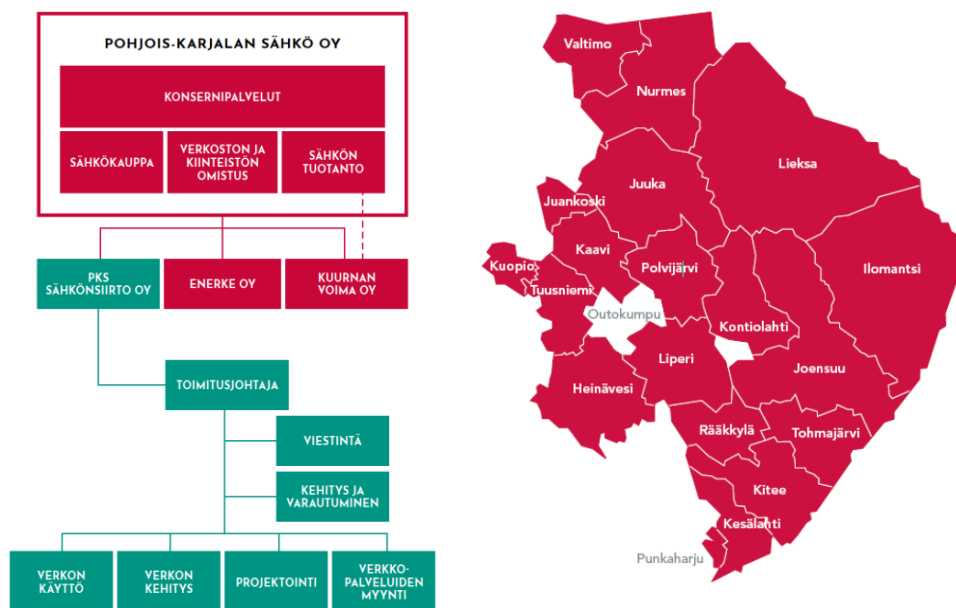 POHJOIS-KARJALAN SÄHKÖ OY
KONSERNIPALVELUT
SÄHKÖKAUPPA
VERKOSTON JA
KIINTEISTÖN
OMISTUS
SÄHKÖN
TUOTANTO
PKS
SÄHKÖNSIIRTO OY
ENERKE OY
KUURNAN
VOIMA OY
TOIMITUSJOHTAJA
VIESTINTÄ
KEHITYS JA
VARAUTUMINEN
VERKON
KÄYTTÖ
VERKON
KEHITYS
PROJEKTOINTI
VERKKO-
PALVELUIDEN
MYYNTI
Valtimo
Nurmes
Lieksa
Juuka
Juankoski
Kaavi
Polvijärvi
Ilomantsi
Kuopio
Tuusniemi
Outokumpu
Kontiolahti
Liperi
Joensuu
Heinävesi
Rääkkylä
Tohmajärvi
Kitee
Kesälahti
Punkaharju